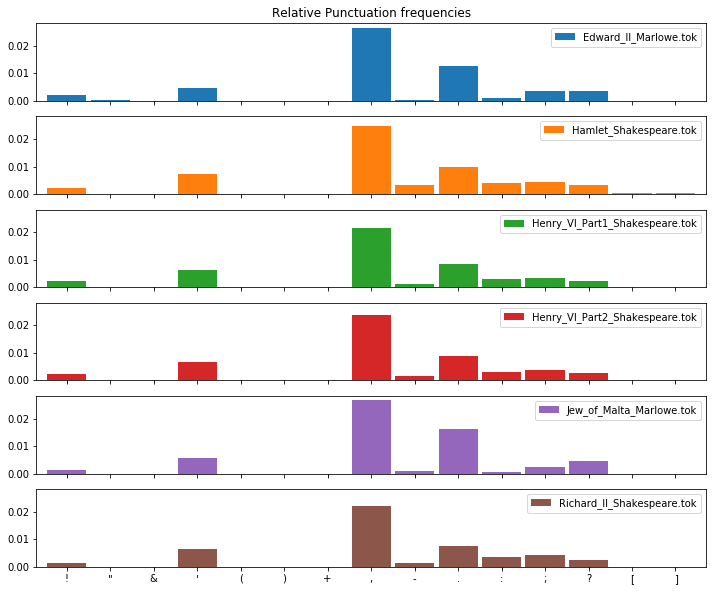 Relative Punctuation frequencies
Edward_II_Marlowe.tok
0.02
0.01
0.00
Hamlet_Shakespeare.tok
0.02
0.01
0.00
Henry_VI_Part1_Shakespeare.tok
0.02
0.01
0.00
Henry_VI_Part2_Shakespeare.tok
0.02
0.01
0.00
Jew_of_Malta_Marlowe.tok
0.02
0.01
0.00
Richard_II_Shakespeare.tok
0.02
0.01
0.00
! " & ' ( ) + , - . : ; ? [ ]